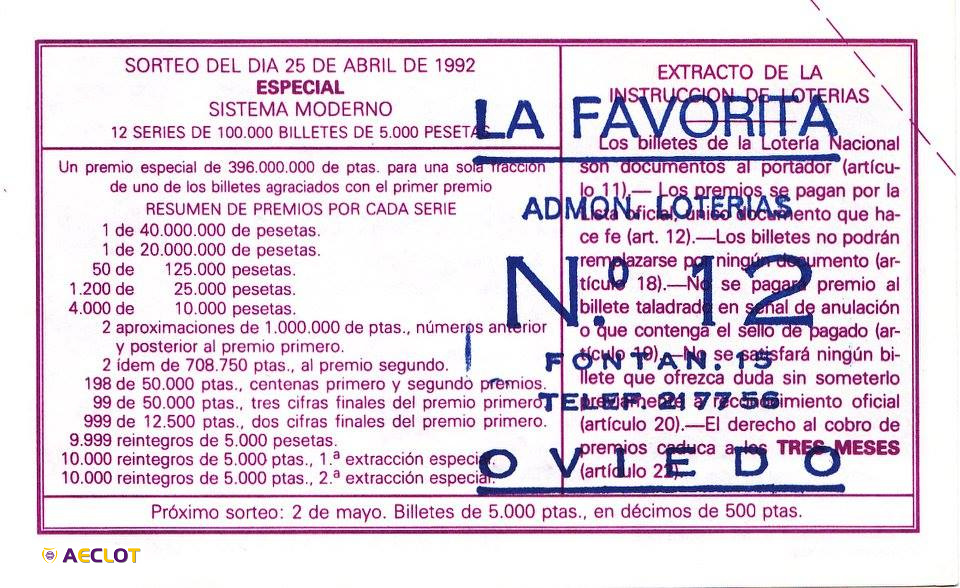 SORTEO DEL DIA 25 DE ABRIL DE 1992
ESPECIAL
SISTEMA MODERNO
12 SERIES DE 100.000 BILLETES DE 5.000 PESETAS
Un premio especial de 396.000.000 de ptas. para una sola fracción
de uno de los billetes agraciados con el primer premio
RESUMEN DE PREMIOS POR CADA SERIE
1 de 40.000.000 de pesetas.
1 de 20.000.000 de pesetas.
50 de 125.000 pesetas.
1.200 de 25.000 pesetas.
4.000 de 10.000 pesetas.
2 aproximaciones de 1.000.000 de ptas., números anterior
y posterior al premio primero.
2 ídem de 708.750 ptas., al premio segundo.
198 de 50.000 ptas., centenas primero y segundo premios.
99 de 50.000 ptas., tres cifras finales del premio primero.
999 de 12.500 ptas., dos cifras finales del premio primero.
9.999 reintegros de 5.000 pesetas.
10.000 reintegros de 5.000 ptas., 1.ª extracción especial.
10.000 reintegros de 5.000 ptas., 2.ª extracción especial.
EXTRACTO DE LA
INSTRUCCION DE LOTERIAS
Los billetes de la Lotería Nacional
son documentos al portador (artícu-
lo 11).— Los premios se pagan por la
Lista oficial, único documento que ha-
ce fe (art. 12).—Los billetes no podrán
remplazarse por ningún documento (ar-
tículo 18).—No se pagará premio al
billete taladrado en señal de anulación
o que contenga el sello de pagado (ar-
tículo 19).—No se satisfará ningún bi-
llete que ofrezca duda sin someterlo
previamente a reconocimiento oficial
(artículo 20).—El derecho al cobro de
premios caduca a los TRES MESES
(artículo 22).
LA FAVORITA
ADMON. LOTERIAS
N.º 12
FONTAN. 15
TELEF. 21 77 56
OVIEDO
Próximo sorteo: 2 de mayo. Billetes de 5.000 ptas., en décimos de 500 ptas.
AECLOT